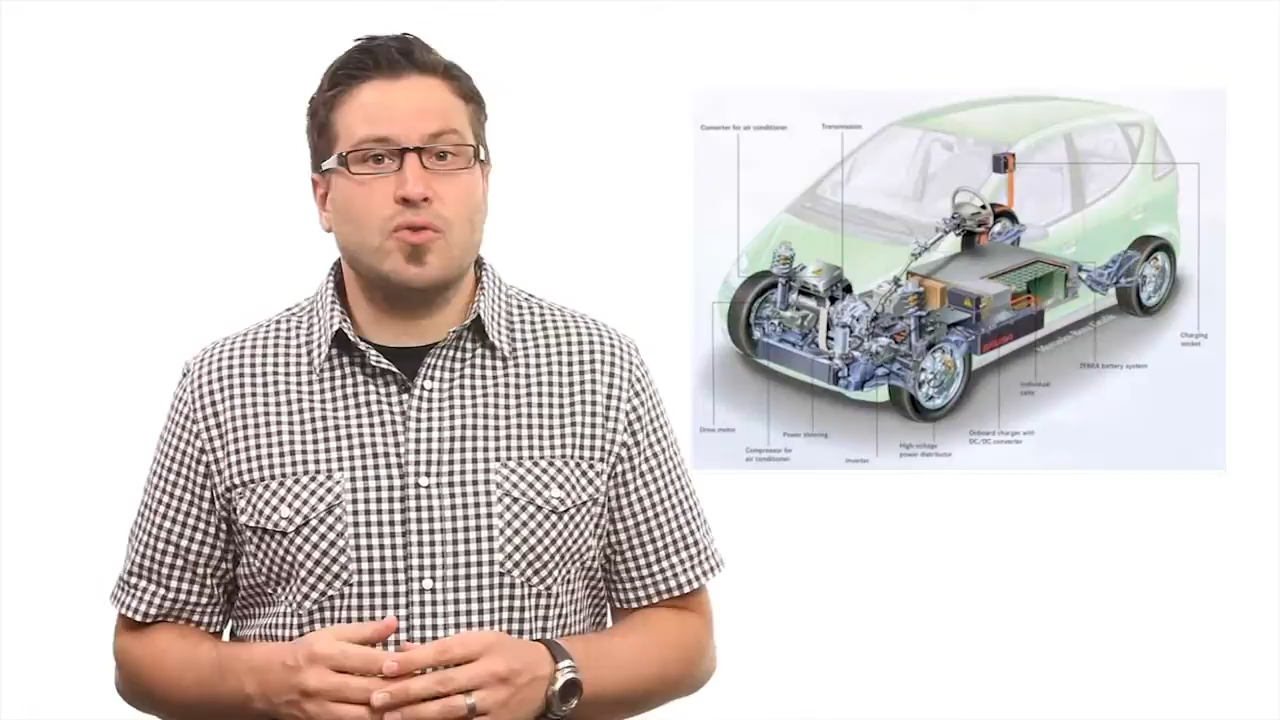 Converter for air conditioner
Transmission
Charging
socket
ZEBRA battery system
Individual
cells
Drive motor
Power steering
Onboard charger with
DC/DC converter
Compressor for
air conditioner
High-voltage
power distributor
Inverter